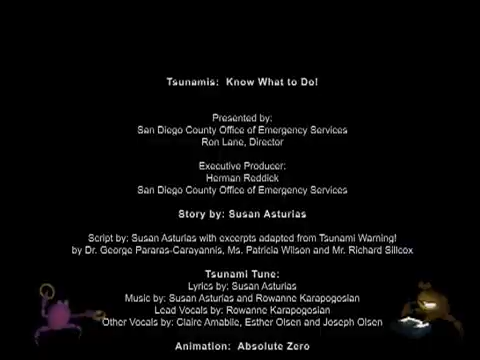 Tsunamis: Know What to Do!
Presented by:
San Diego County Office of Emergency Services
Ron Lane, Director
Executive Producer:
Herman Reddick
San Diego County Office of Emergency Services
Story by: Susan Asturias
Script by: Susan Asturias with excerpts adapted from Tsunami Warning!
by Dr. George Pararas-Carayannis, Ms. Patricia Wilson and Mr. Richard Sillcox
Tsunami Tune:
Lyrics by: Susan Asturias
Music by: Susan Asturias and Rowanne Karapogosian
Lead Vocals by: Rowanne Karapogosian
Other Vocals by: Claire Amabile, Esther Olsen and Joseph Olsen
Animation: Absolute Zero